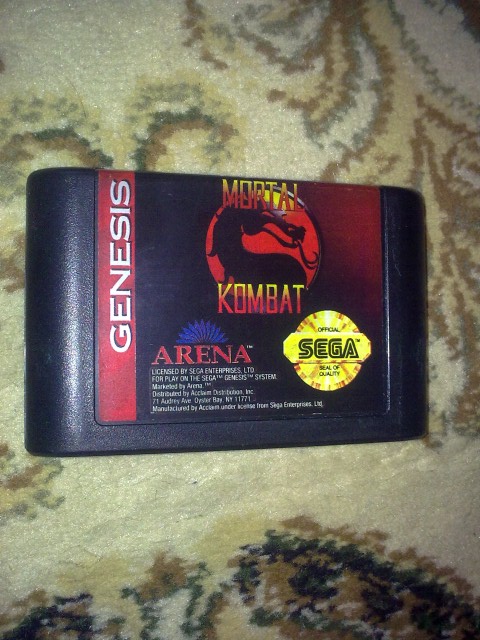 GENESIS
MORTAL
KOMBAT
ARENA™
LICENSED BY SEGA ENTERPRISES, LTD.
FOR PLAY ON THE SEGA™ GENESIS™ SYSTEM.
Marketed by Arena.™
Distributed by Acclaim Distribution, Inc.
71 Audrey Ave. Oyster Bay, NY 11771
Manufactured by Acclaim under license from Sega Enterprises, Ltd.
OFFICIAL
SEGA™
SEAL OF
QUALITY